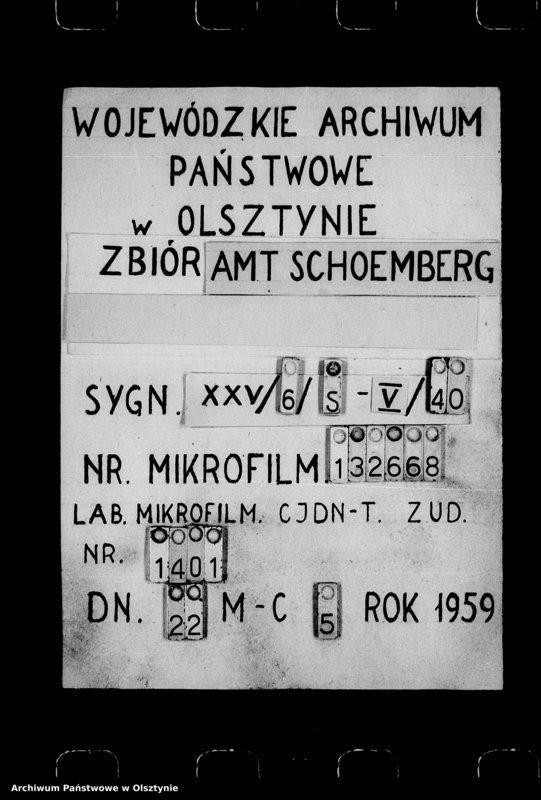 WOJEWÓDZKIE ARCHIWUM
PAŃSTWOWE
w OLSZTYNIE
ZBIÓR AMT SCHOEMBERG
SYGN. XXV/6/S-V/40
NR. MIKROFILM. 132668
LAB. MIKROFILM. CJDN-T. ZUD.
NR. 1401
DN. 22 M-C 5 ROK 1959
Archiwum Państwowe w Olsztynie